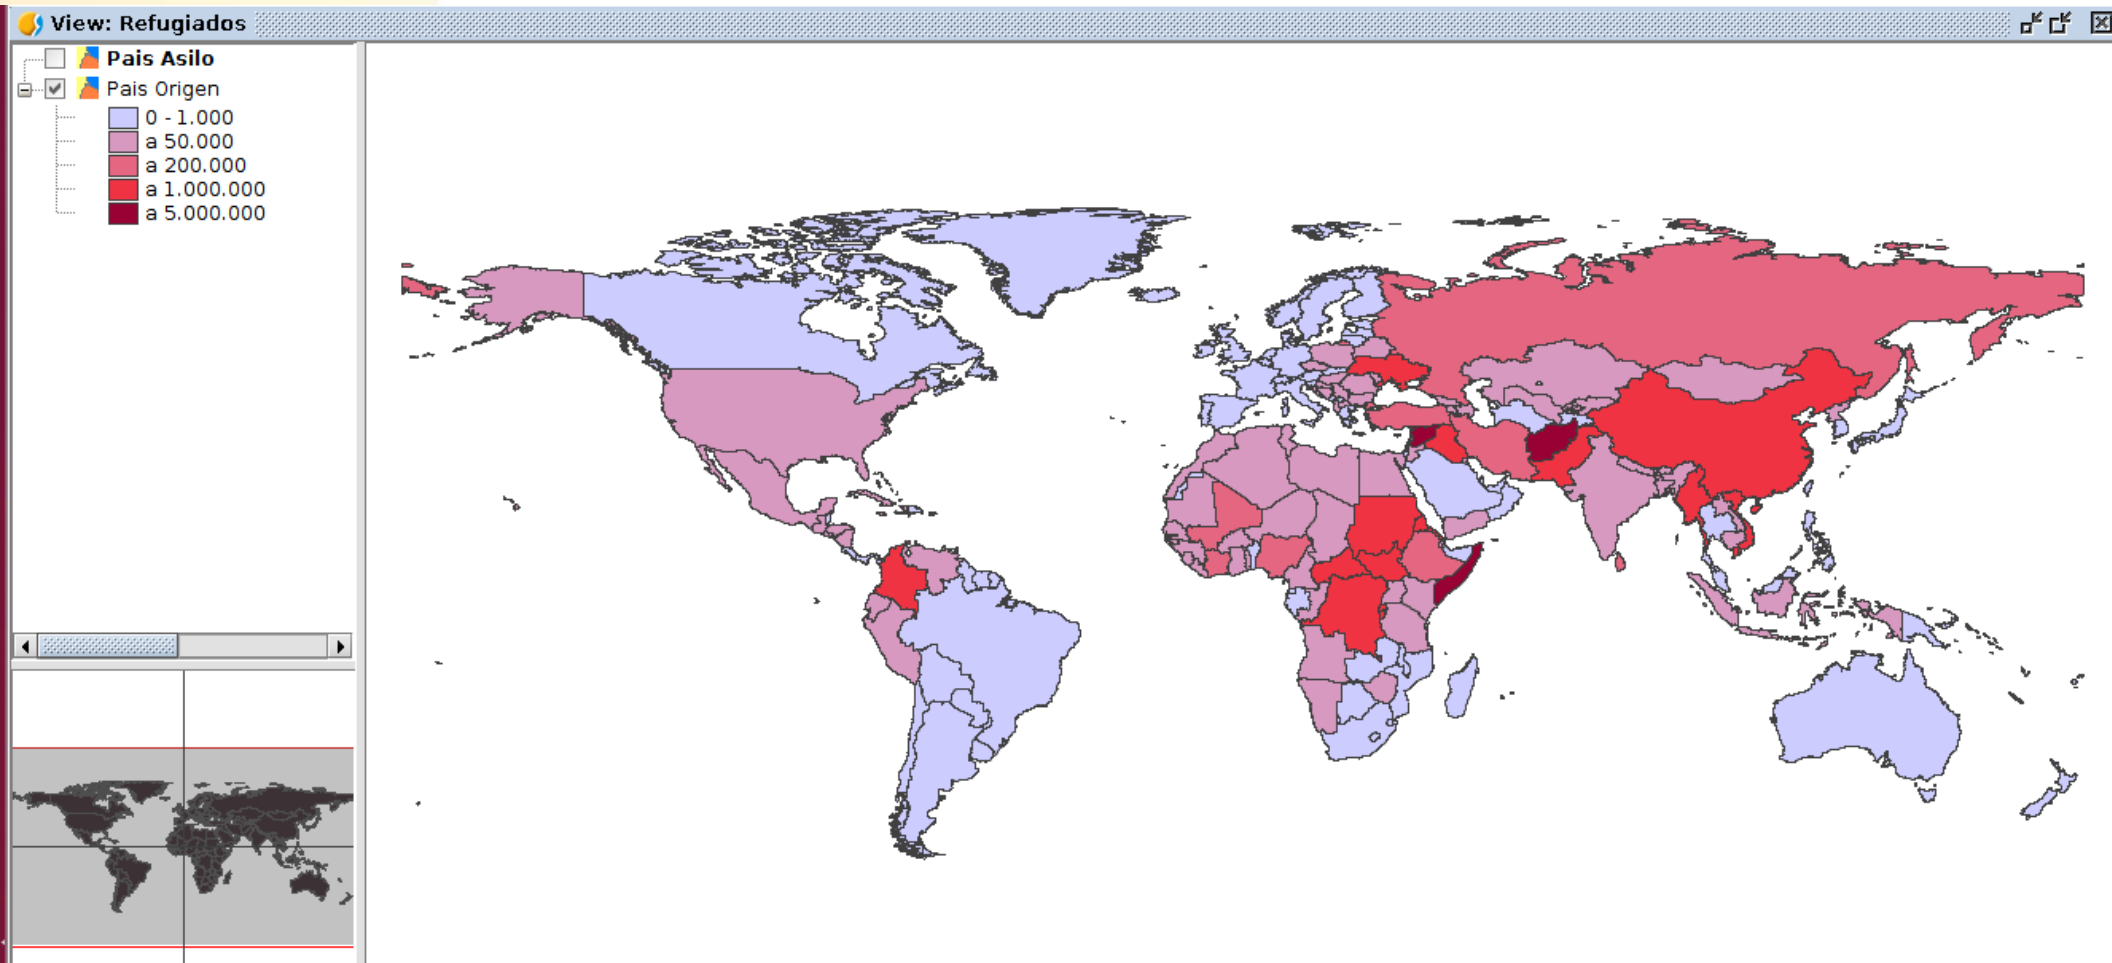 View: Refugiados
Pais Asilo
Pais Origen
0 - 1.000
a 50.000
a 200.000
a 1.000.000
a 5.000.000